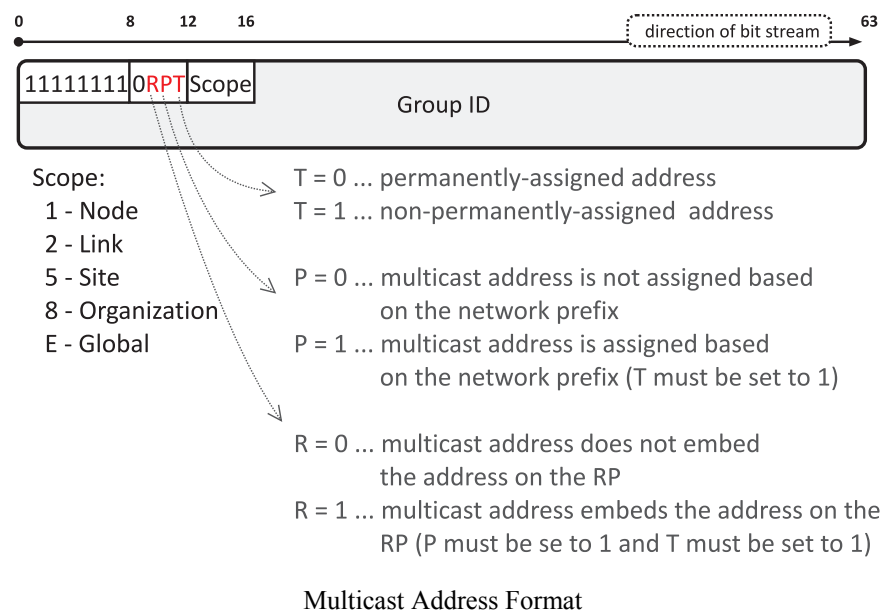 0 8 12 16 63
direction of bit stream
11111111 0RPT Scope
Group ID
Scope:
1 - Node
2 - Link
5 - Site
8 - Organization
E - Global
T = 0 ... permanently-assigned address
T = 1 ... non-permanently-assigned address
P = 0 ... multicast address is not assigned based
on the network prefix
P = 1 ... multicast address is assigned based
on the network prefix (T must be set to 1)
R = 0 ... multicast address does not embed
the address on the RP
R = 1 ... multicast address embeds the address on the
RP (P must be se to 1 and T must be set to 1)
Multicast Address Format